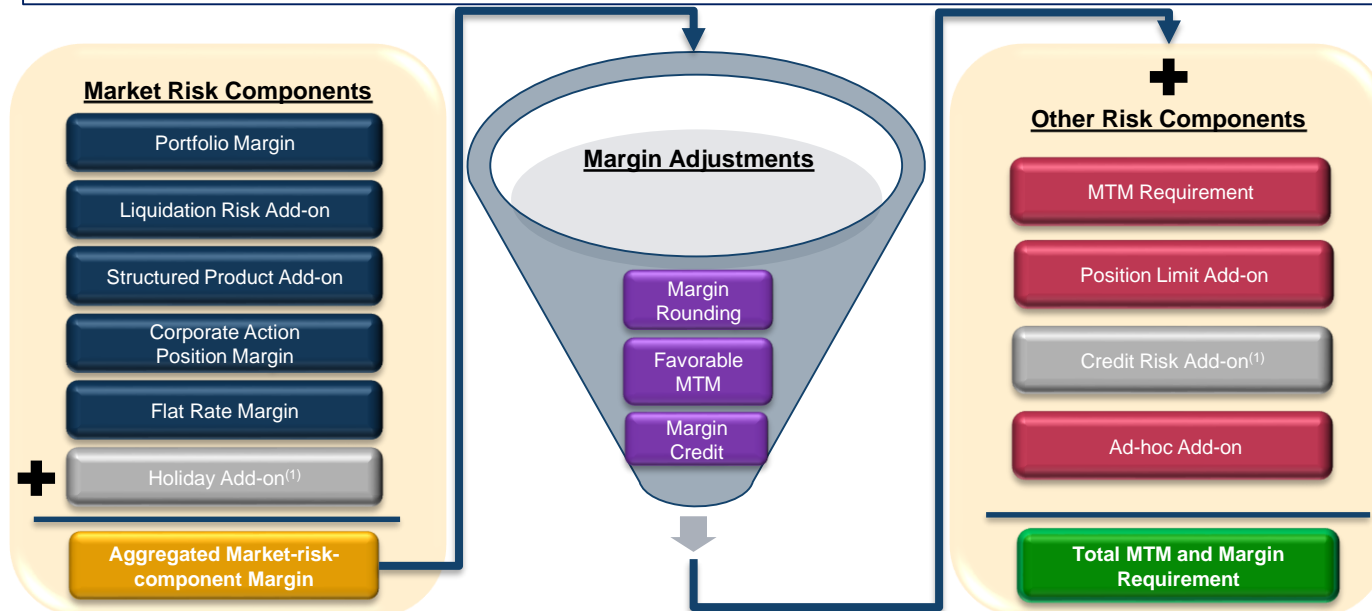 Market Risk Components
Portfolio Margin
Liquidation Risk Add-on
Structured Product Add-on
Corporate Action
Position Margin
Flat Rate Margin
Holiday Add-on(1)
Aggregated Market-risk-
component Margin
Margin Adjustments
Margin
Rounding
Favorable
MTM
Margin
Credit
Other Risk Components
MTM Requirement
Position Limit Add-on
Credit Risk Add-on(1)
Ad-hoc Add-on
Total MTM and Margin
Requirement